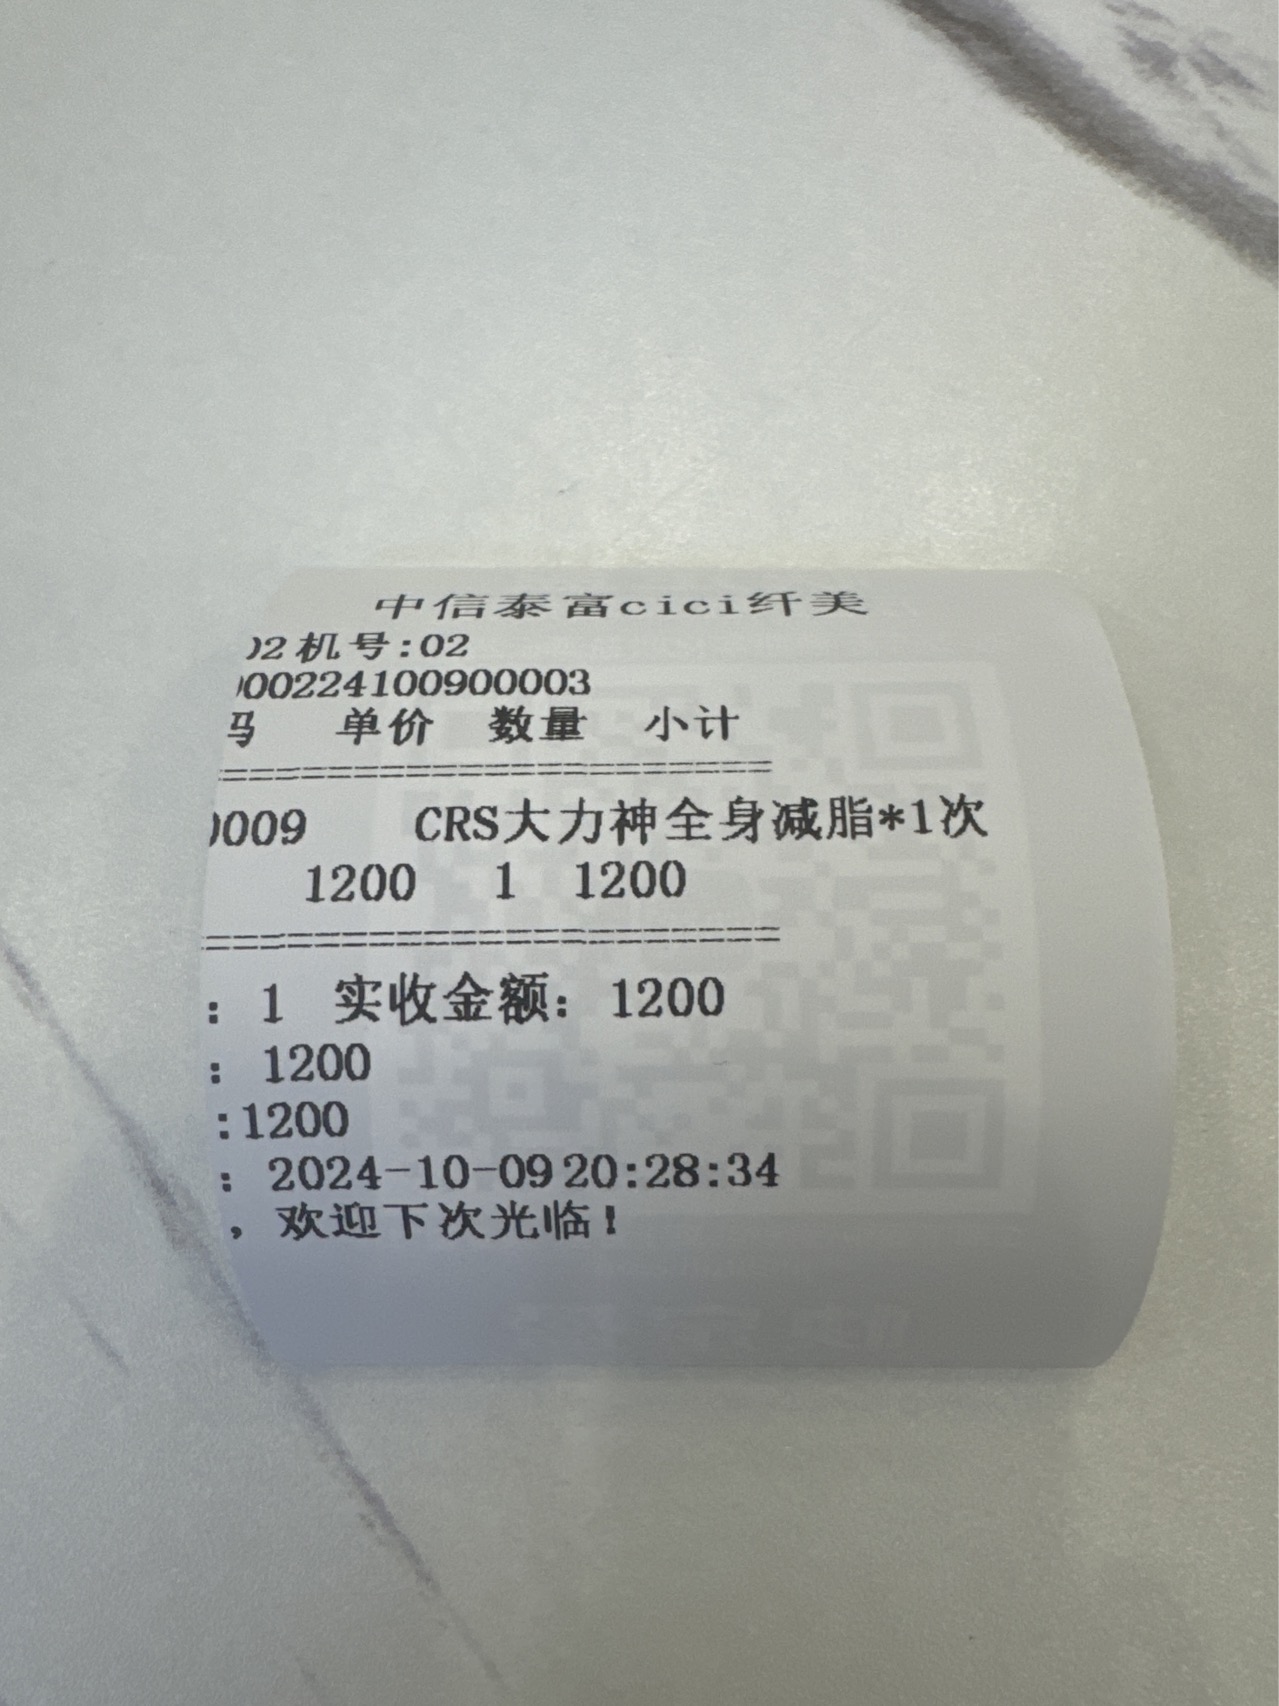 中信泰富cici纤美
02机号:02
00224100900003
单价 数量 小计
=====================
0009 CRS大力神全身减脂*1次
1200 1 1200
======================
: 1 实收金额: 1200
: 1200
:1200
: 2024-10-09 20:28:34
, 欢迎下次光临!